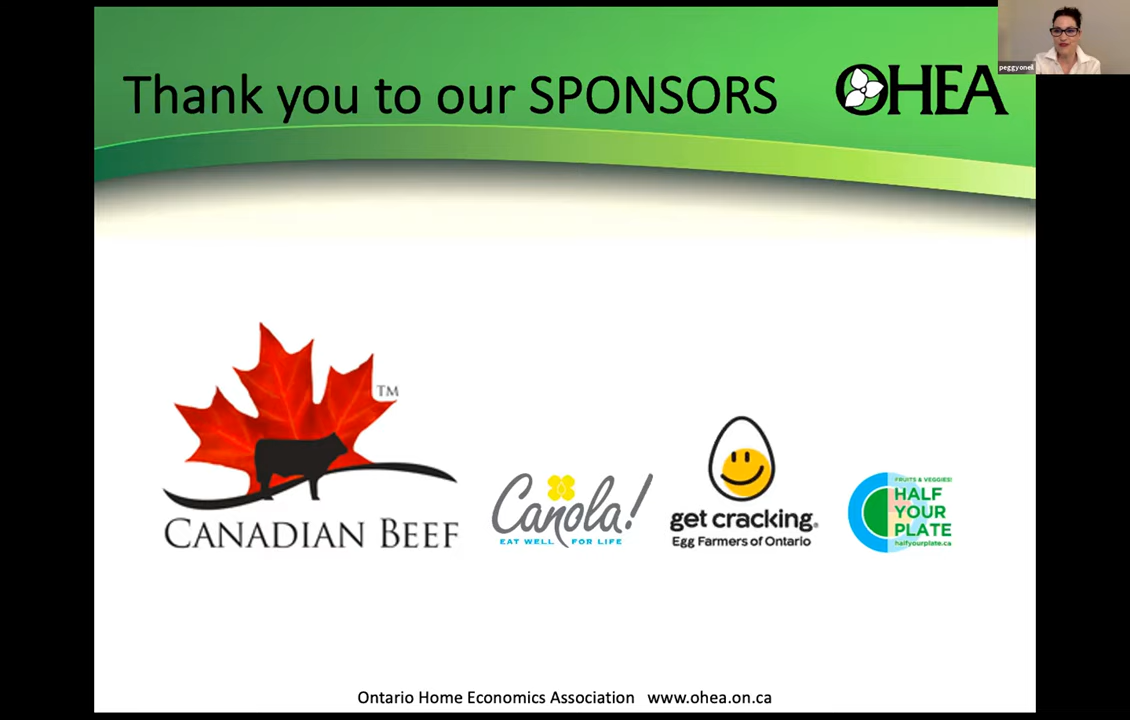 peggyoneil
Thank you to our SPONSORS
OHEA
TM
CANADIAN BEEF
Canola!
EAT WELL FOR LIFE
get cracking®
Egg Farmers of Ontario
FRUITS & VEGGIES!
HALF
YOUR
PLATE
halfyourplate.ca
Ontario Home Economics Association www.ohea.on.ca